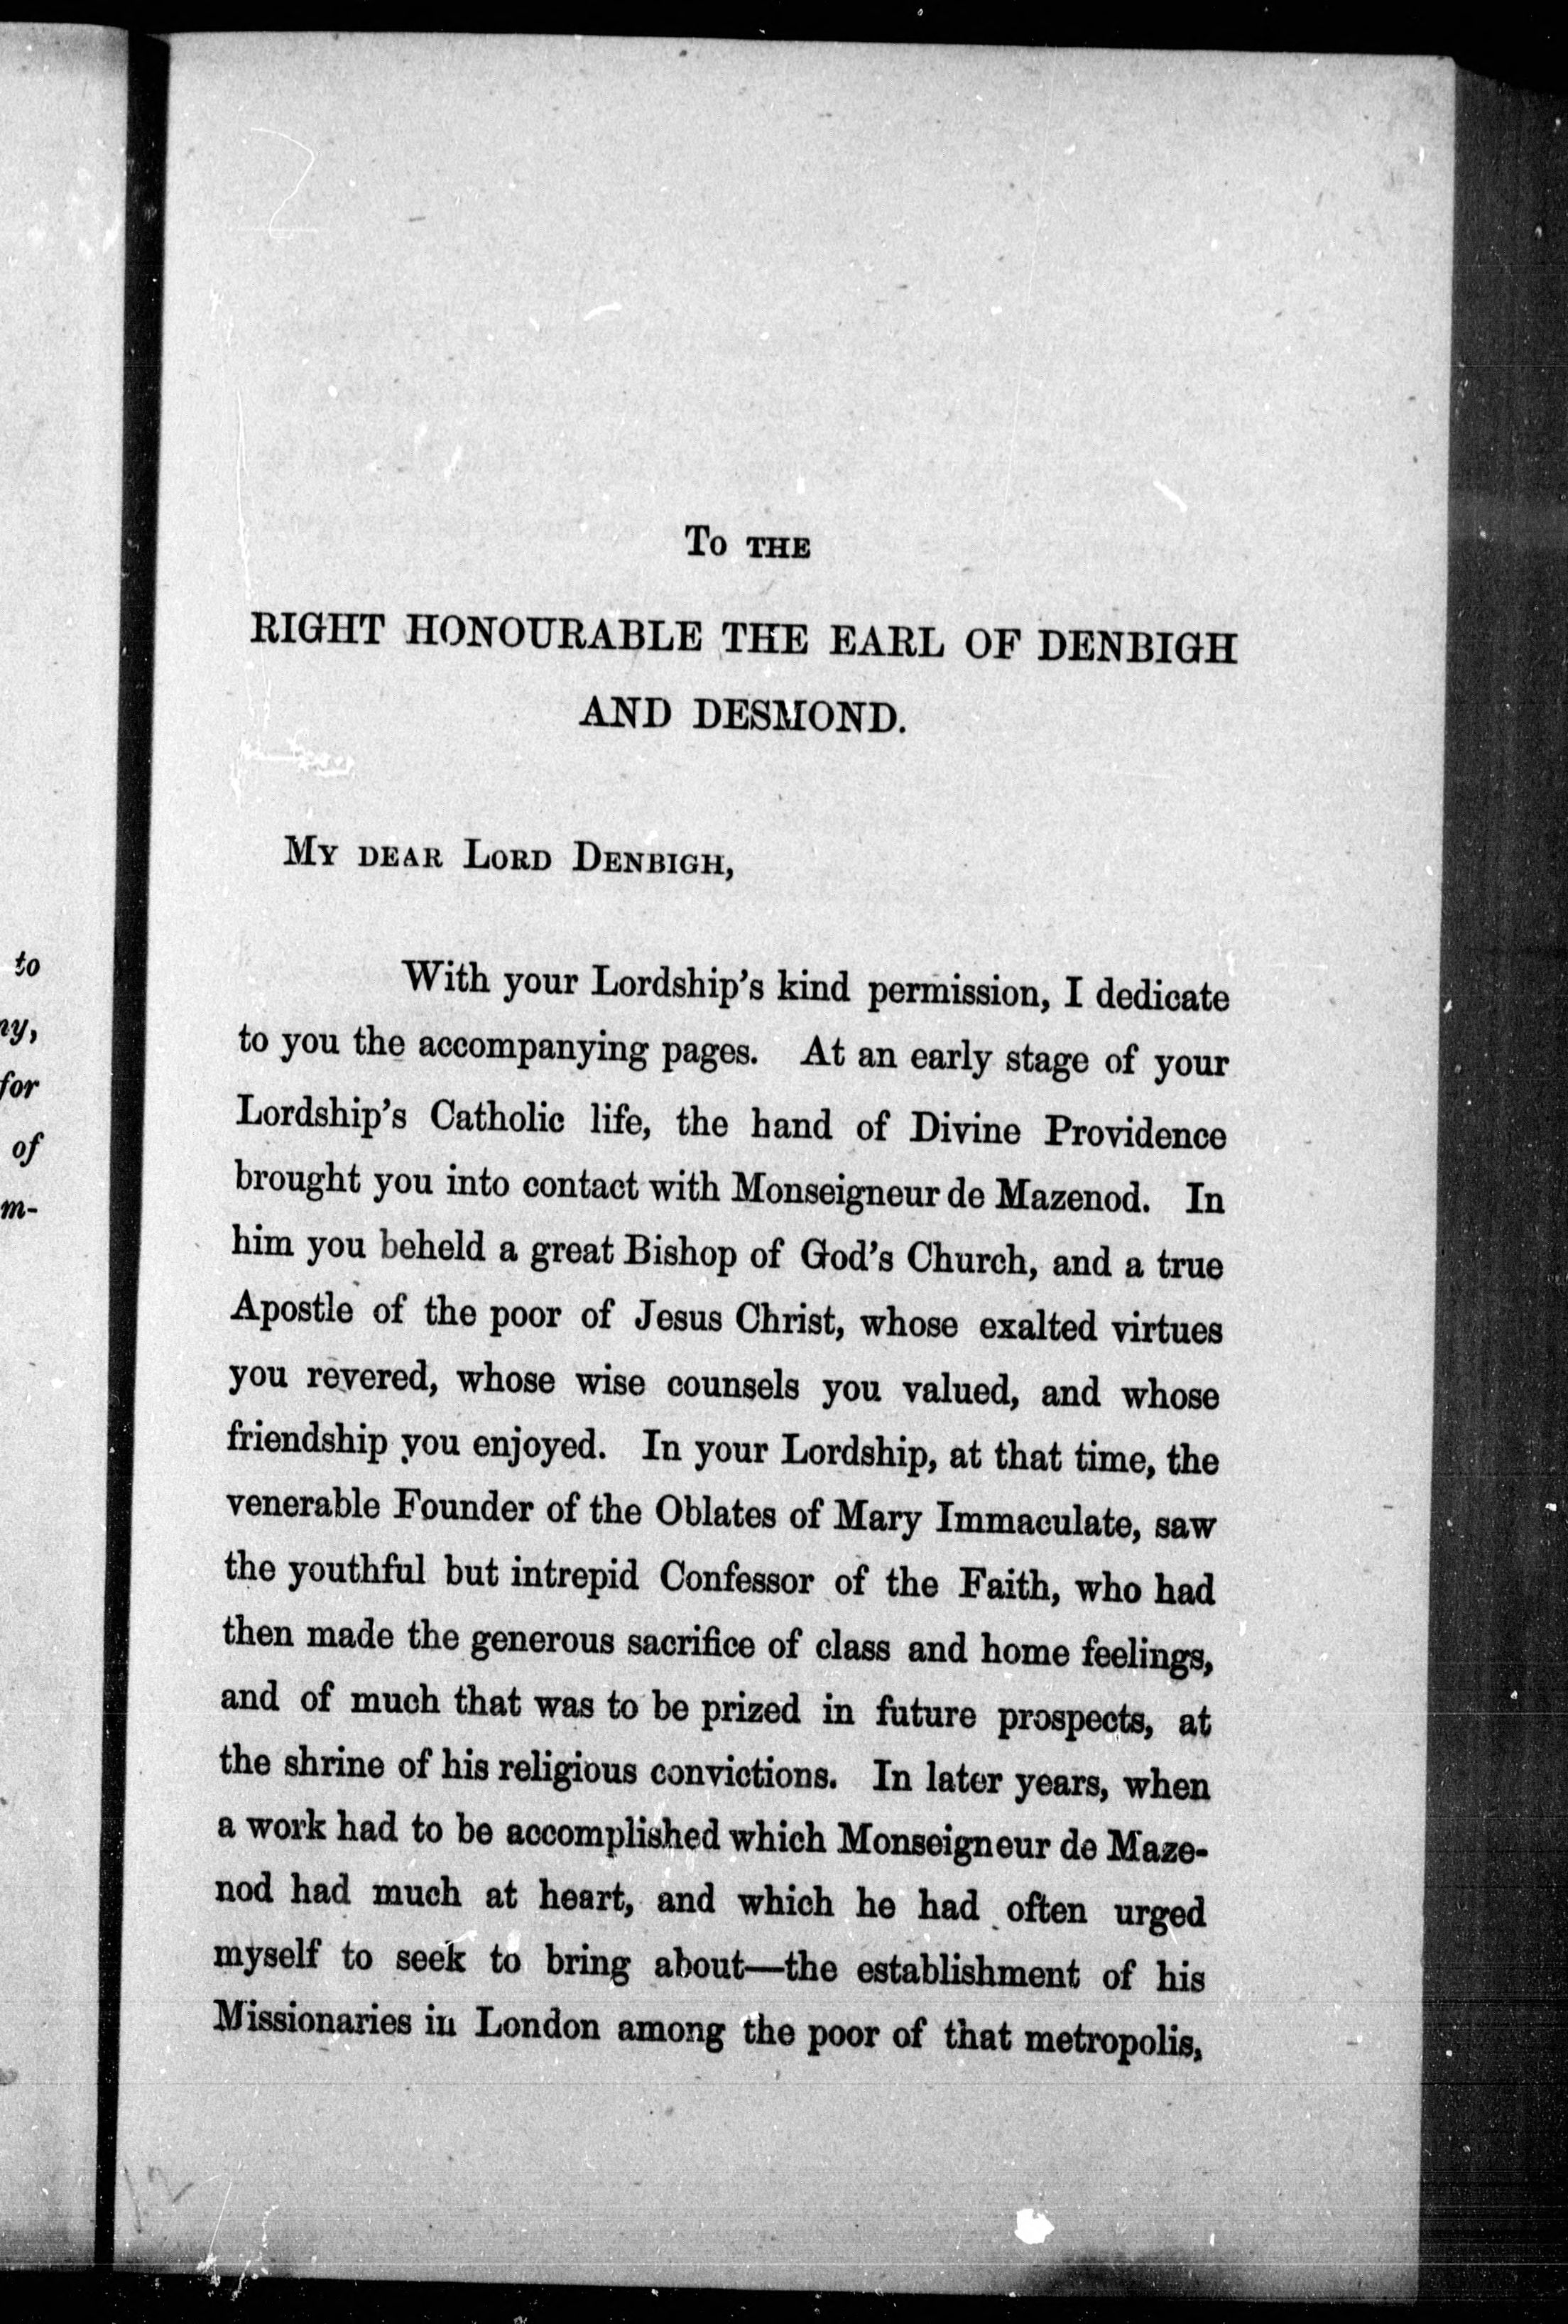 to
for
of
m-
To THE
RIGHT HONOURABLE THE EARL OF DENBIGH
AND DESMOND.
MY DEAR LORD DENBIGH,
With your Lordship's kind permission, I dedicate
to you the accompanying pages. At an early stage of your
Lordship's Catholic life, the hand of Divine Providence
brought you into contact with Monseigneur de Mazenod. In
him you beheld a great Bishop of God's Church, and a true
Apostle of the poor of Jesus Christ, whose exalted virtues
you revered, whose wise counsels you valued, and whose
friendship you enjoyed. In your Lordship, at that time, the
venerable Founder of the Oblates of Mary Immaculate, saw
the youthful but intrepid Confessor of the Faith, who had
then made the generous sacrifice of class and home feelings,
and of much that was to be prized in future prospects, at
the shrine of his religious convictions. In later years, when
a work had to be accomplished which Monseigneur de Maze-
nod had much at heart, and which he had often urged
myself to seek to bring about—the establishment of his
Missionaries in London among the poor of that metropolis,